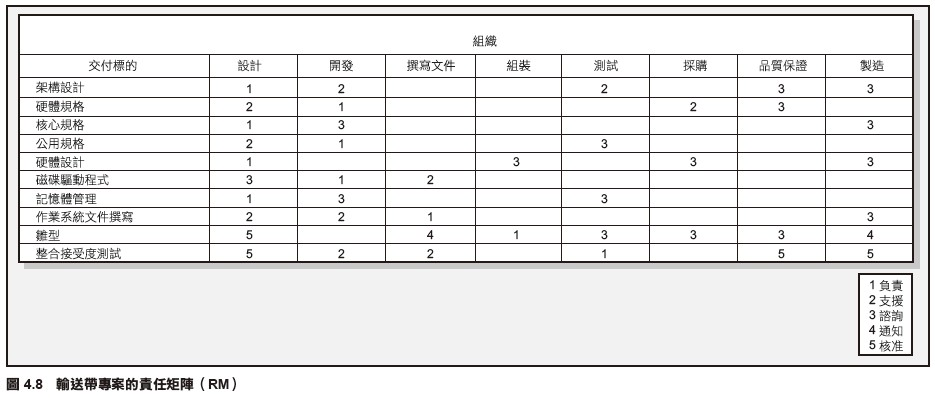 組織
交付標的 設計 開發 撰寫文件 組裝 測試 採購 品質保證 製造
架構設計 1 2 2 3 3
硬體規格 2 1 2 3
核心規格 1 3 3
公用規格 2 1 3
硬體設計 1 3 3 3
磁碟驅動程式 3 1 2
記憶體管理 1 3 3
作業系統文件撰寫 2 2 1 3
雛型 5 4 1 3 3 3 4
整合接受度測試 5 2 2 1 5 5
1 負責
2 支援
3 諮詢
4 通知
5 核准
圖 4.8 輸送帶專案的責任矩陣（RM）